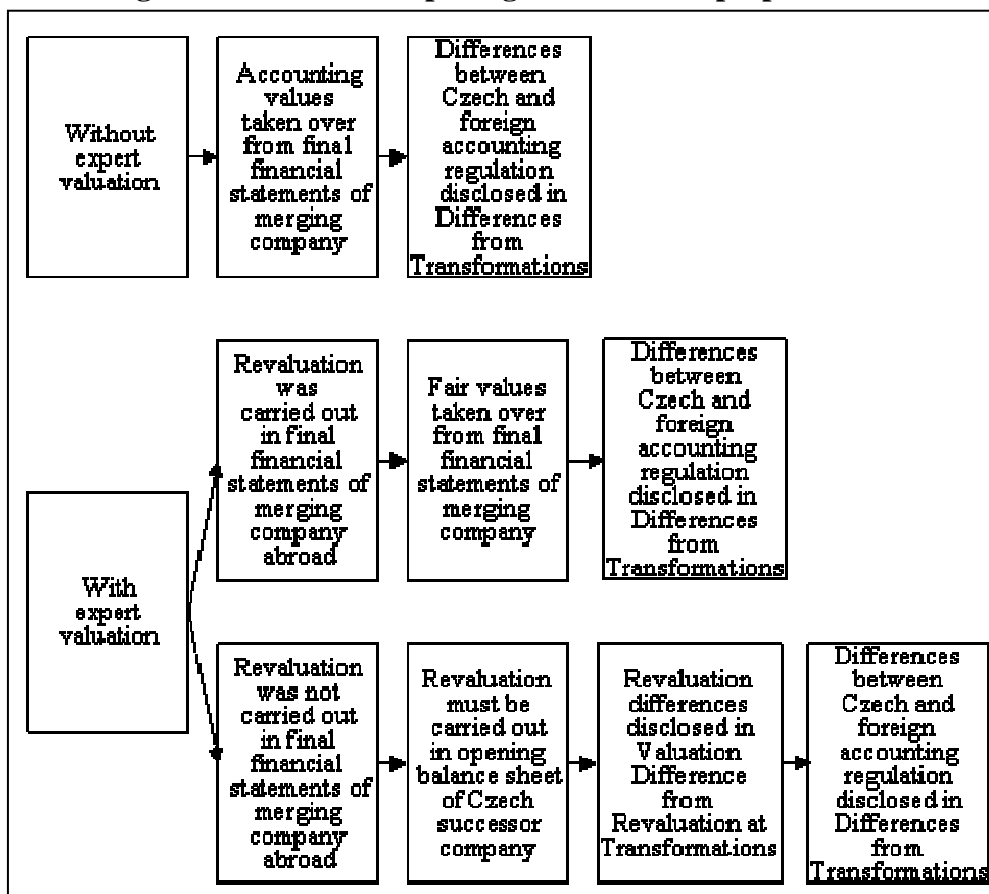 Without
expert
valuation
Accounting
values
taken over
from final
financial
statements of
merging
company
Differences
between
Czech and
foreign
accounting
regulation
disclosed in
Differences
from
Transformations
With
expert
valuation
Revaluation
was
carried out
in final
financial
statements of
merging
company
abroad
Fair values
taken over
from final
financial
statements of
merging
company
Differences
between
Czech and
foreign
accounting
regulation
disclosed in
Differences
from
Transformations
Revaluation
was not
carried out
in final
financial
statements of
merging
company
abroad
Revaluation
must be
carried out
in opening
balance sheet
of Czech
successor
company
Revaluation
differences
disclosed in
Valuation
Difference
from
Revaluation at
Transformations
Differences
between
Czech and
foreign
accounting
regulation
disclosed in
Differences
from
Transformations